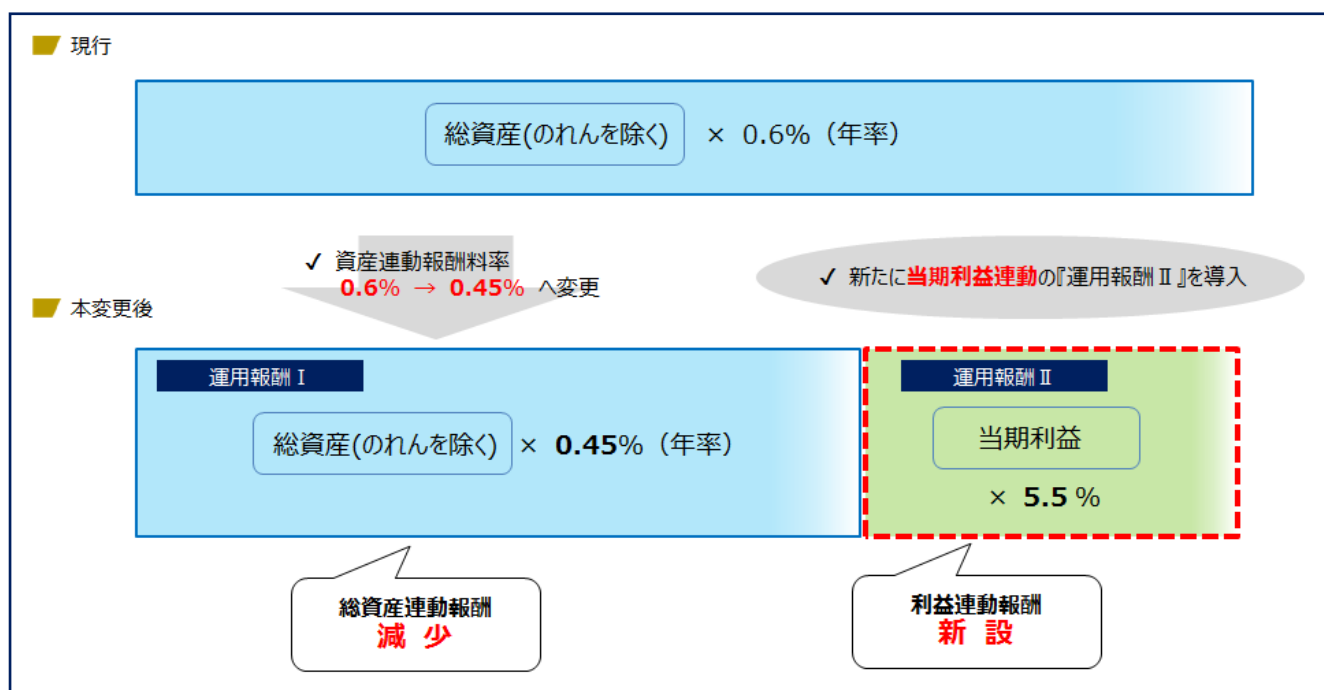 現行
総資産(のれんを除く) × 0.6%（年率）
✓ 資産連動報酬料率
0.6% → 0.45% へ変更
✓ 新たに当期利益連動の『運用報酬Ⅱ』を導入
本変更後
運用報酬Ⅰ
総資産(のれんを除く) × 0.45%（年率）
運用報酬Ⅱ
当期利益
× 5.5 %
総資産連動報酬
減 少
利益連動報酬
新 設